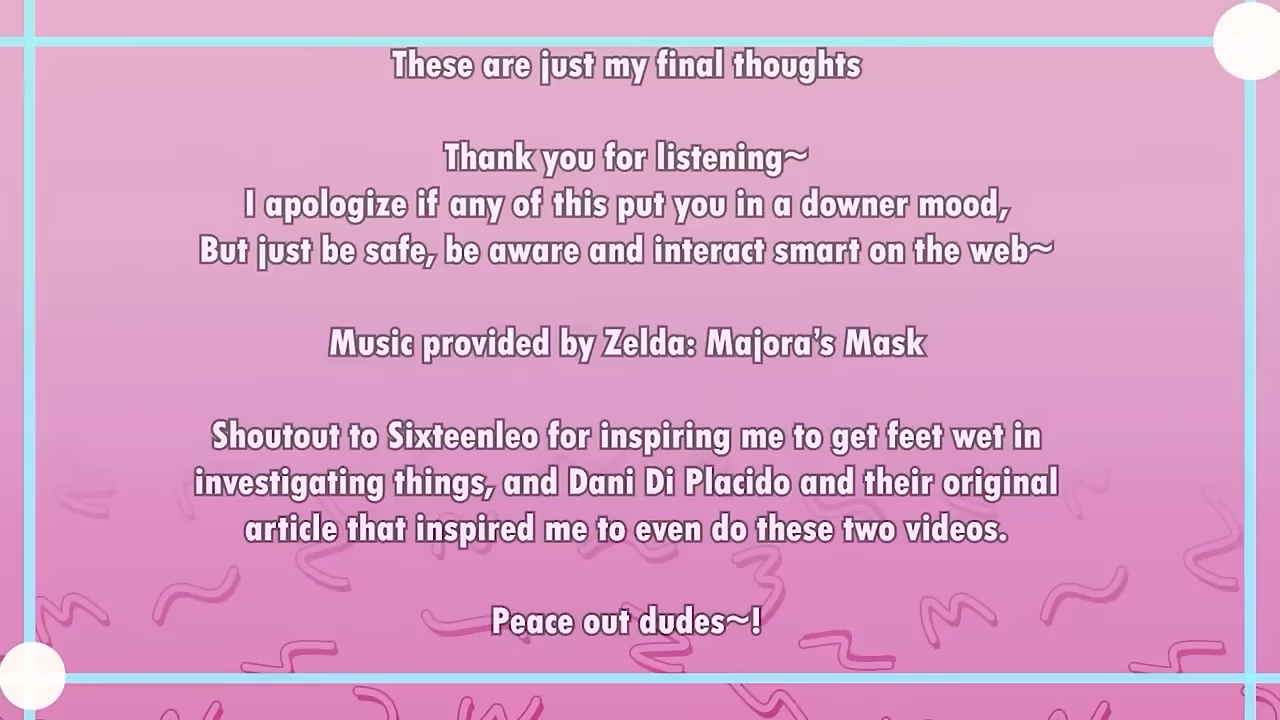 These are just my final thoughts
Thank you for listening~
I apologize if any of this put you in a downer mood,
But just be safe, be aware and interact smart on the web~
Music provided by Zelda: Majora's Mask
Shoutout to Sixteenleo for inspiring me to get feet wet in
investigating things, and Dani Di Placido and their original
article that inspired me to even do these two videos.
Peace out dudes~!